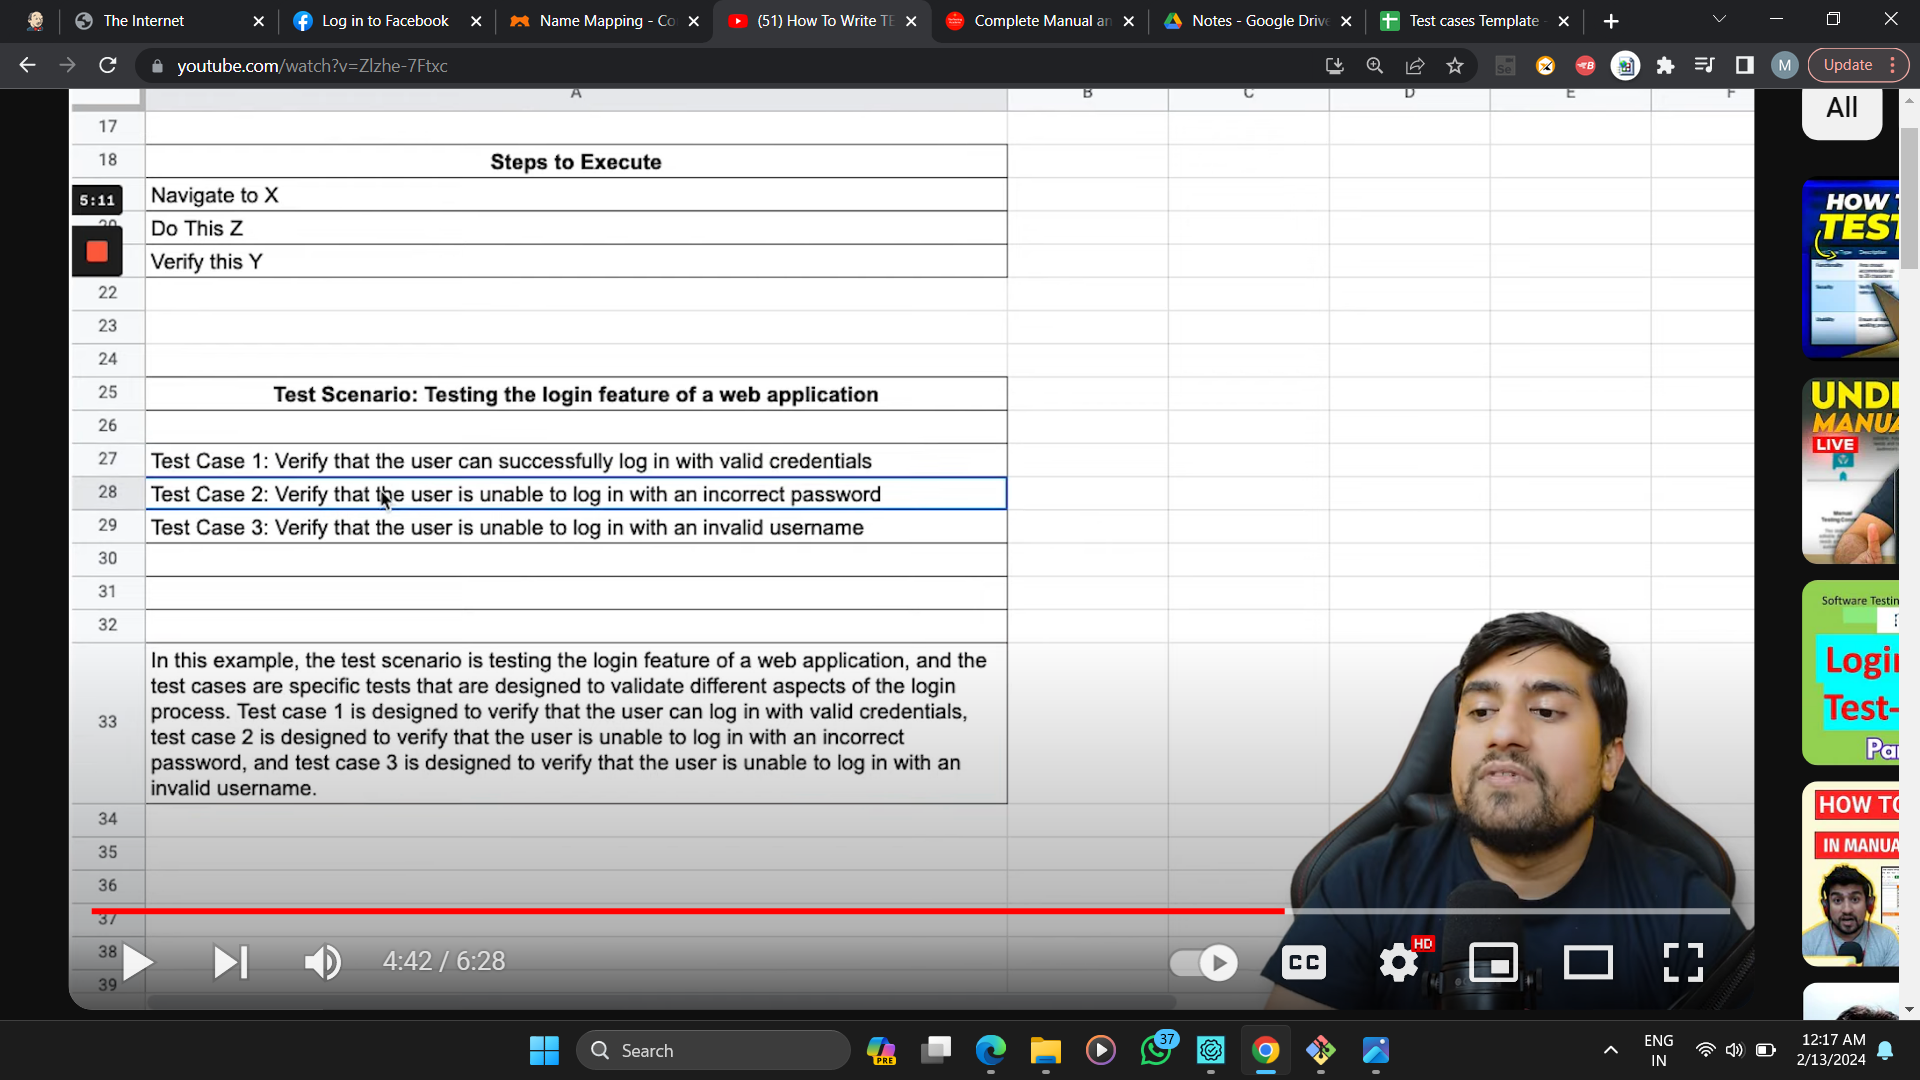 The Internet
Log in to Facebook
Name Mapping - Co
(51) How To Write TE
Complete Manual an
Notes - Google Drive
Test cases Template -
youtube.com/watch?v=Zlzhe-7Ftxc
M
Update
A B C D E F
All
17
18 Steps to Execute
5:11 Navigate to X
20 Do This Z
Verify this Y
22
23
24
25 Test Scenario: Testing the login feature of a web application
26
27 Test Case 1: Verify that the user can successfully log in with valid credentials
28 Test Case 2: Verify that the user is unable to log in with an incorrect password
29 Test Case 3: Verify that the user is unable to log in with an invalid username
30
31
32
33
In this example, the test scenario is testing the login feature of a web application, and the
test cases are specific tests that are designed to validate different aspects of the login
process. Test case 1 is designed to verify that the user can log in with valid credentials,
test case 2 is designed to verify that the user is unable to log in with an incorrect
password, and test case 3 is designed to verify that the user is unable to log in with an
invalid username.
34
35
36
37
38
39
4:42 / 6:28
CC
HD
HOW T
TES
UNDE
MANUA
LIVE
Software Testin
Logi
Test-
Par
HOW TO
IN MANUA
Search
PRE
37
ENG
IN
12:17 AM
2/13/2024